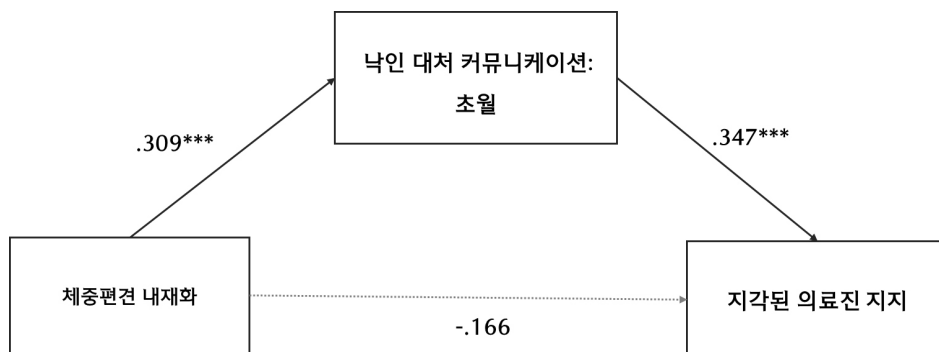 낙인 대처 커뮤니케이션:
초월
.309***
.347***
체중편견 내재화
지각된 의료진 지지
-.166